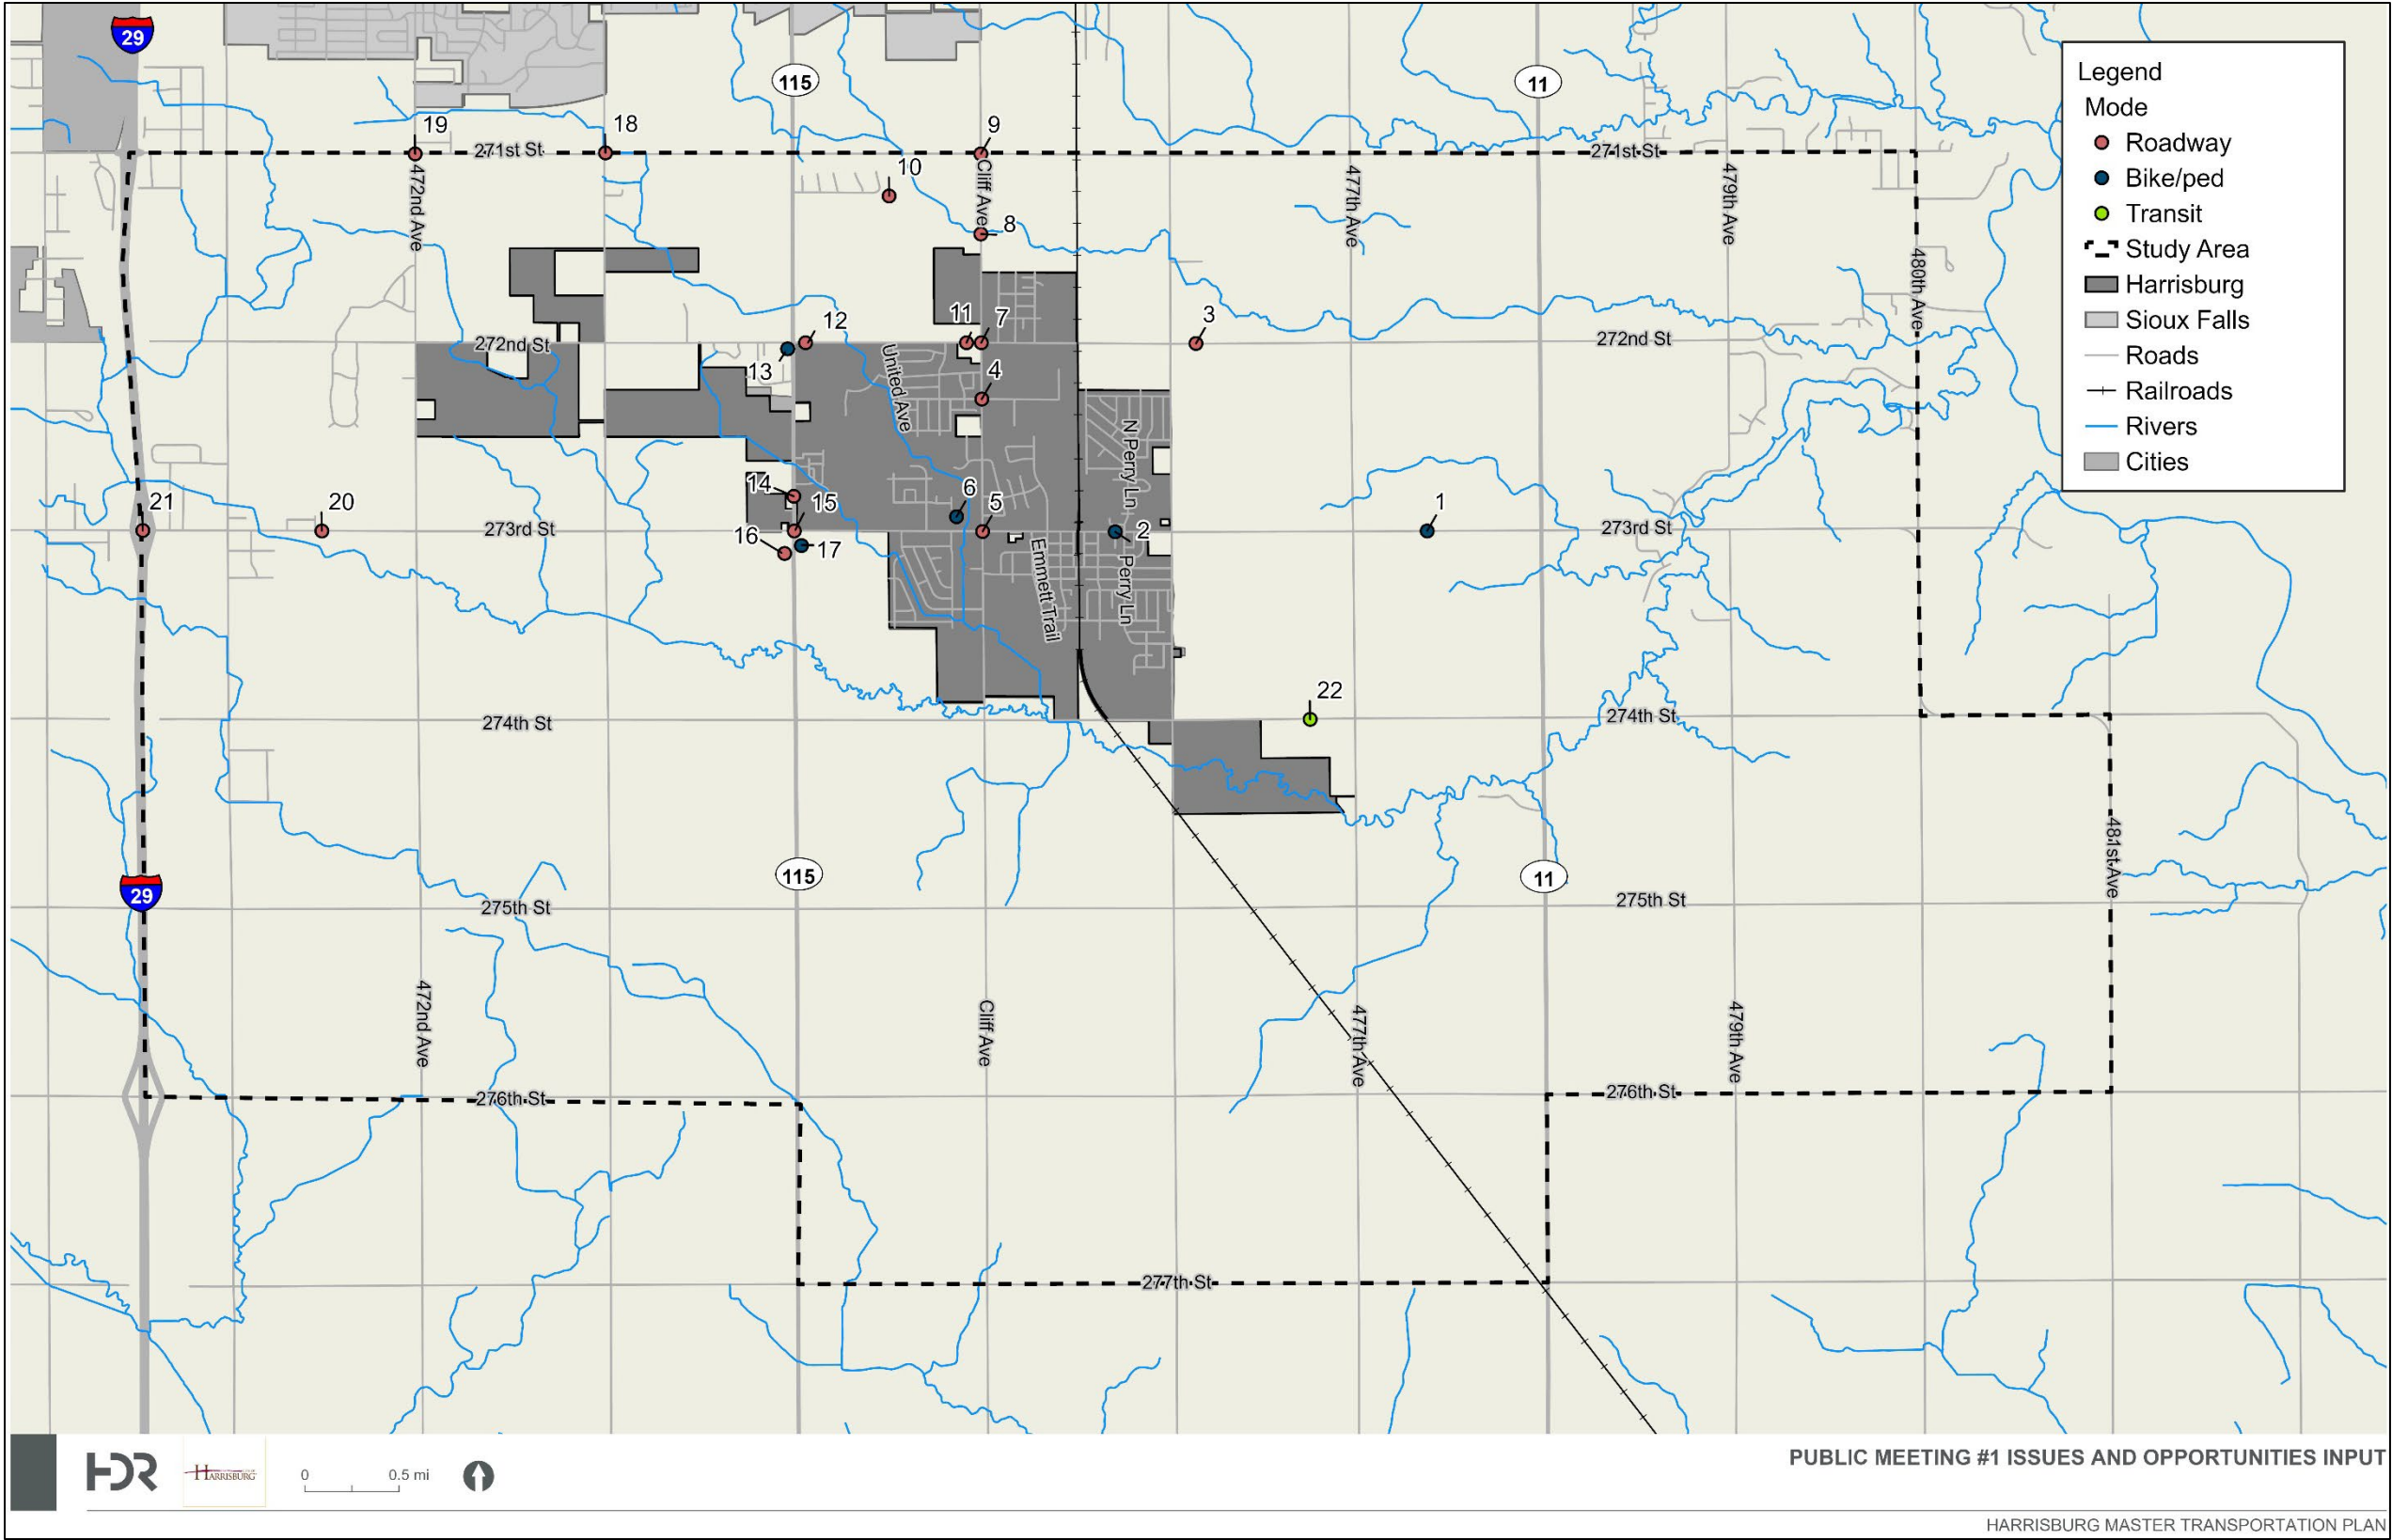 29
115
11
Legend
Mode
Roadway
Bike/ped
Transit
Study Area
Harrisburg
Sioux Falls
Roads
Railroads
Rivers
Cities
19
18
9
271st St
271st St
10
472nd Ave
Cliff Ave
477th Ave
479th Ave
8
480th Ave
12
11
7
3
272nd St
272nd St
13
United Ave
4
N Perry Ln
14
15
6
5
21
20
1
273rd St
273rd St
16
17
2
Emmett Trail
Perry Ln
22
274th St
274th St
115
11
29
481st Ave
275th St
275th St
472nd Ave
Cliff Ave
477th Ave
479th Ave
276th St
276th St
277th St
HDR
HARRISBURG
0
0.5 mi
PUBLIC MEETING #1 ISSUES AND OPPORTUNITIES INPUT
HARRISBURG MASTER TRANSPORTATION PLAN